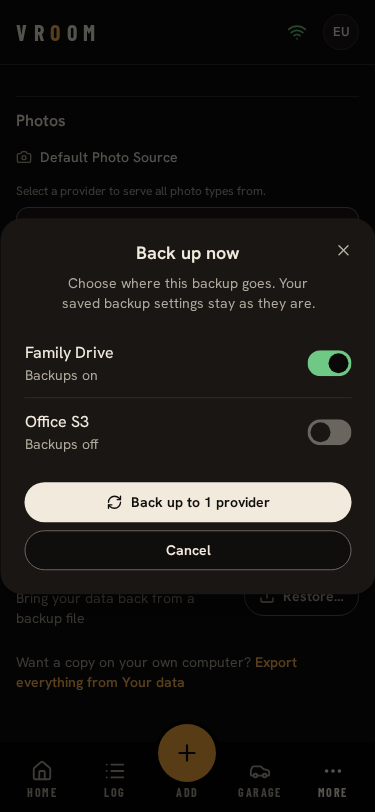 VROOM
EU
Photos
Default Photo Source
Select a provider to serve all photo types from.
Back up now
Choose where this backup goes. Your
saved backup settings stay as they are.
Family Drive
Backups on
Office S3
Backups off
Back up to 1 provider
Cancel
Bring your data back from a
backup file
Restore...
Want a copy on your own computer? Export
everything from Your data
HOME
LOG
ADD
GARAGE
MORE